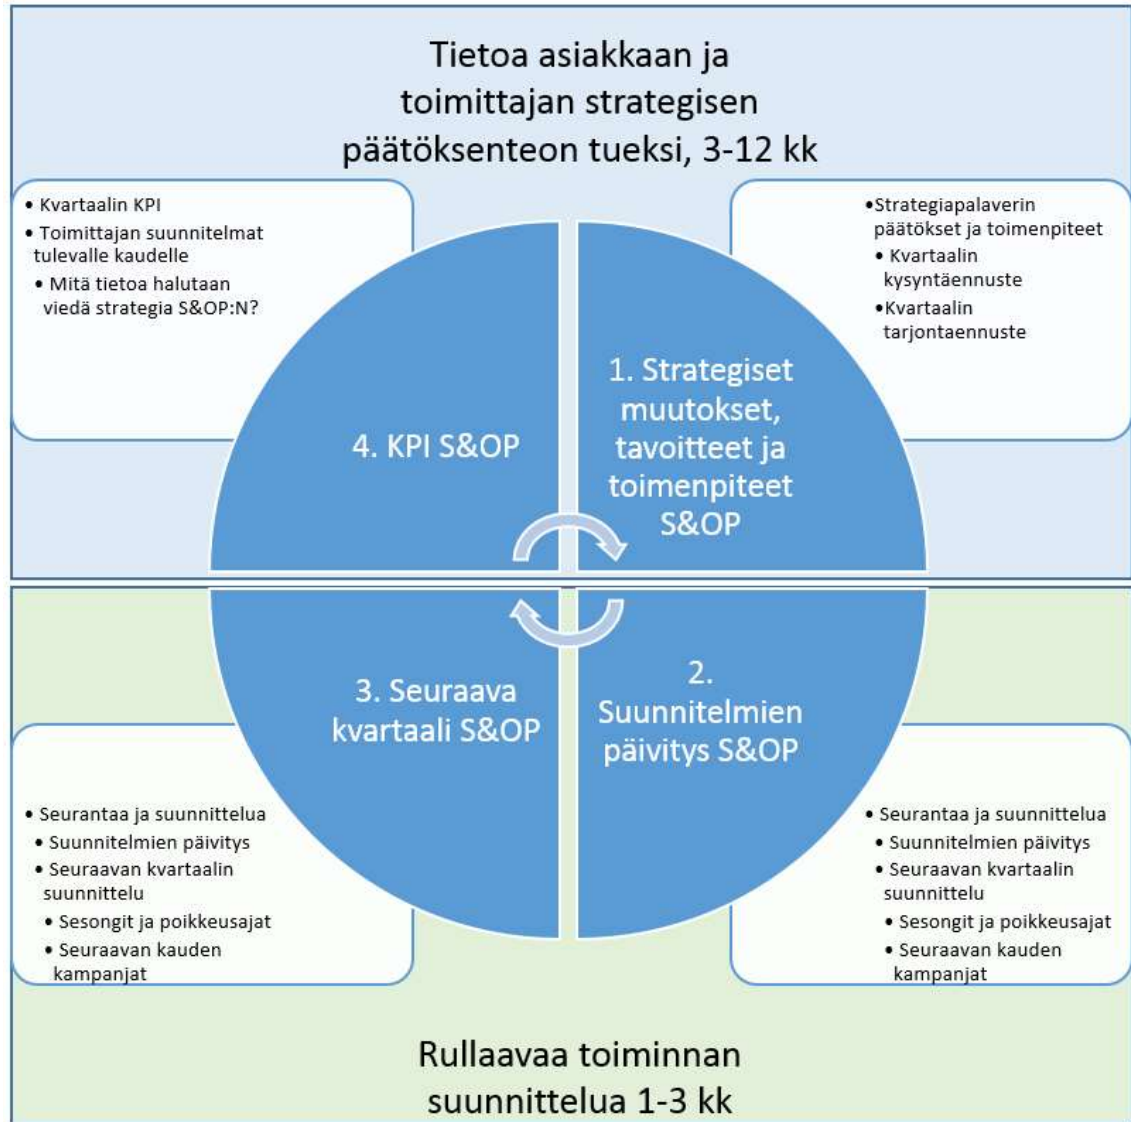 Tietoa asiakkaan ja
toimittajan strategisen
päätöksenteon tueksi, 3-12 kk
• Kvartaalin KPI
• Toimittajan suunnitelmat
tulevalle kaudelle
• Mitä tietoa halutaan
viedä strategia S&OP:N?
•Strategiapalaverin
päätökset ja toimenpiteet
• Kvartaalin
kysyntäennuste
•Kvartaalin
tarjontaennuste
4. KPI S&OP
1. Strategiset
muutokset,
tavoitteet ja
toimenpiteet
S&OP
3. Seuraava
kvartaali S&OP
2.
Suunnitelmien
päivitys S&OP
• Seurantaa ja suunnittelua
• Suunnitelmien päivitys
• Seuraavan kvartaalin
suunnittelu
• Sesongit ja poikkeusajat
• Seuraavan kauden
kampanjat
• Seurantaa ja suunnittelua
• Suunnitelmien päivitys
• Seuraavan kvartaalin
suunnittelu
• Sesongit ja poikkeusajat
• Seuraavan kauden
kampanjat
Rullaavaa toiminnan
suunnittelua 1-3 kk